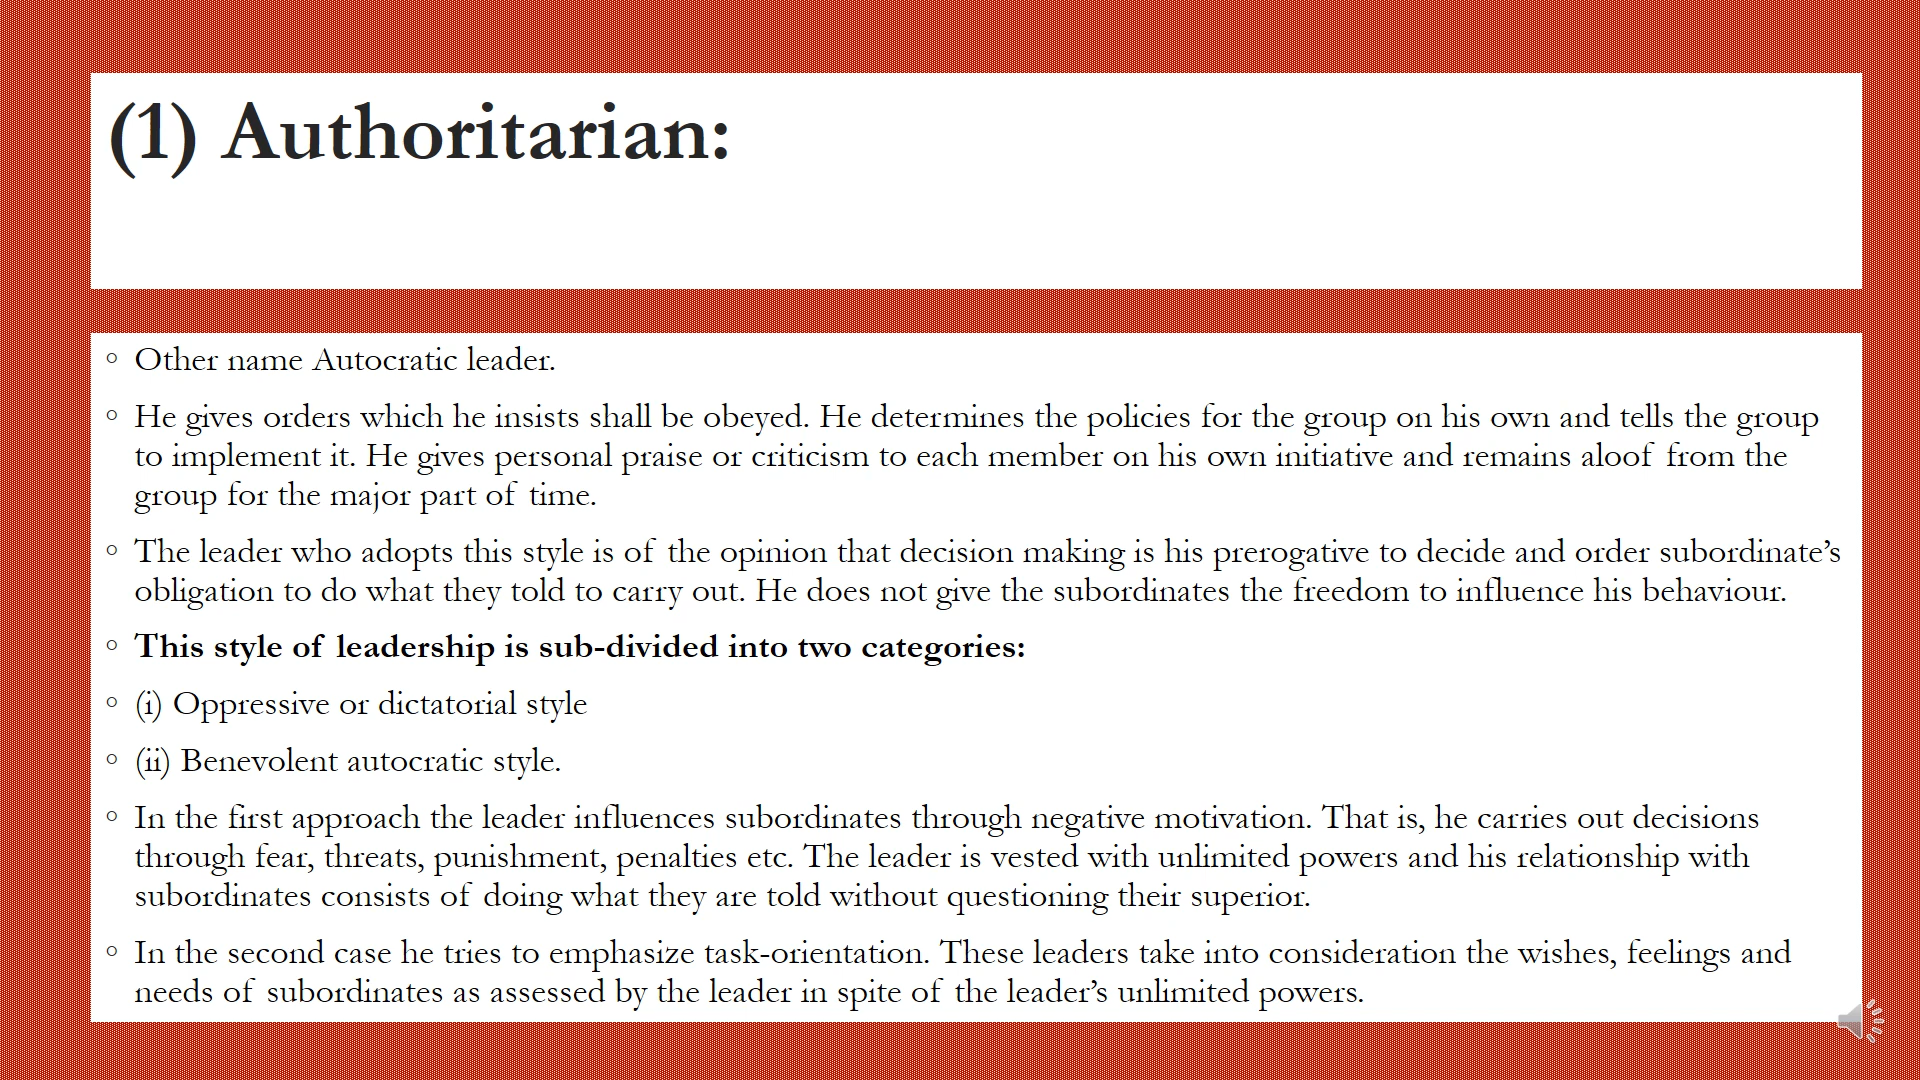 (1) Authoritarian:
◦ Other name Autocratic leader.
◦ He gives orders which he insists shall be obeyed. He determines the policies for the group on his own and tells the group
to implement it. He gives personal praise or criticism to each member on his own initiative and remains aloof from the
group for the major part of time.
◦ The leader who adopts this style is of the opinion that decision making is his prerogative to decide and order subordinate’s
obligation to do what they told to carry out. He does not give the subordinates the freedom to influence his behaviour.
◦ This style of leadership is sub-divided into two categories:
◦ (i) Oppressive or dictatorial style
◦ (ii) Benevolent autocratic style.
◦ In the first approach the leader influences subordinates through negative motivation. That is, he carries out decisions
through fear, threats, punishment, penalties etc. The leader is vested with unlimited powers and his relationship with
subordinates consists of doing what they are told without questioning their superior.
◦ In the second case he tries to emphasize task-orientation. These leaders take into consideration the wishes, feelings and
needs of subordinates as assessed by the leader in spite of the leader’s unlimited powers.